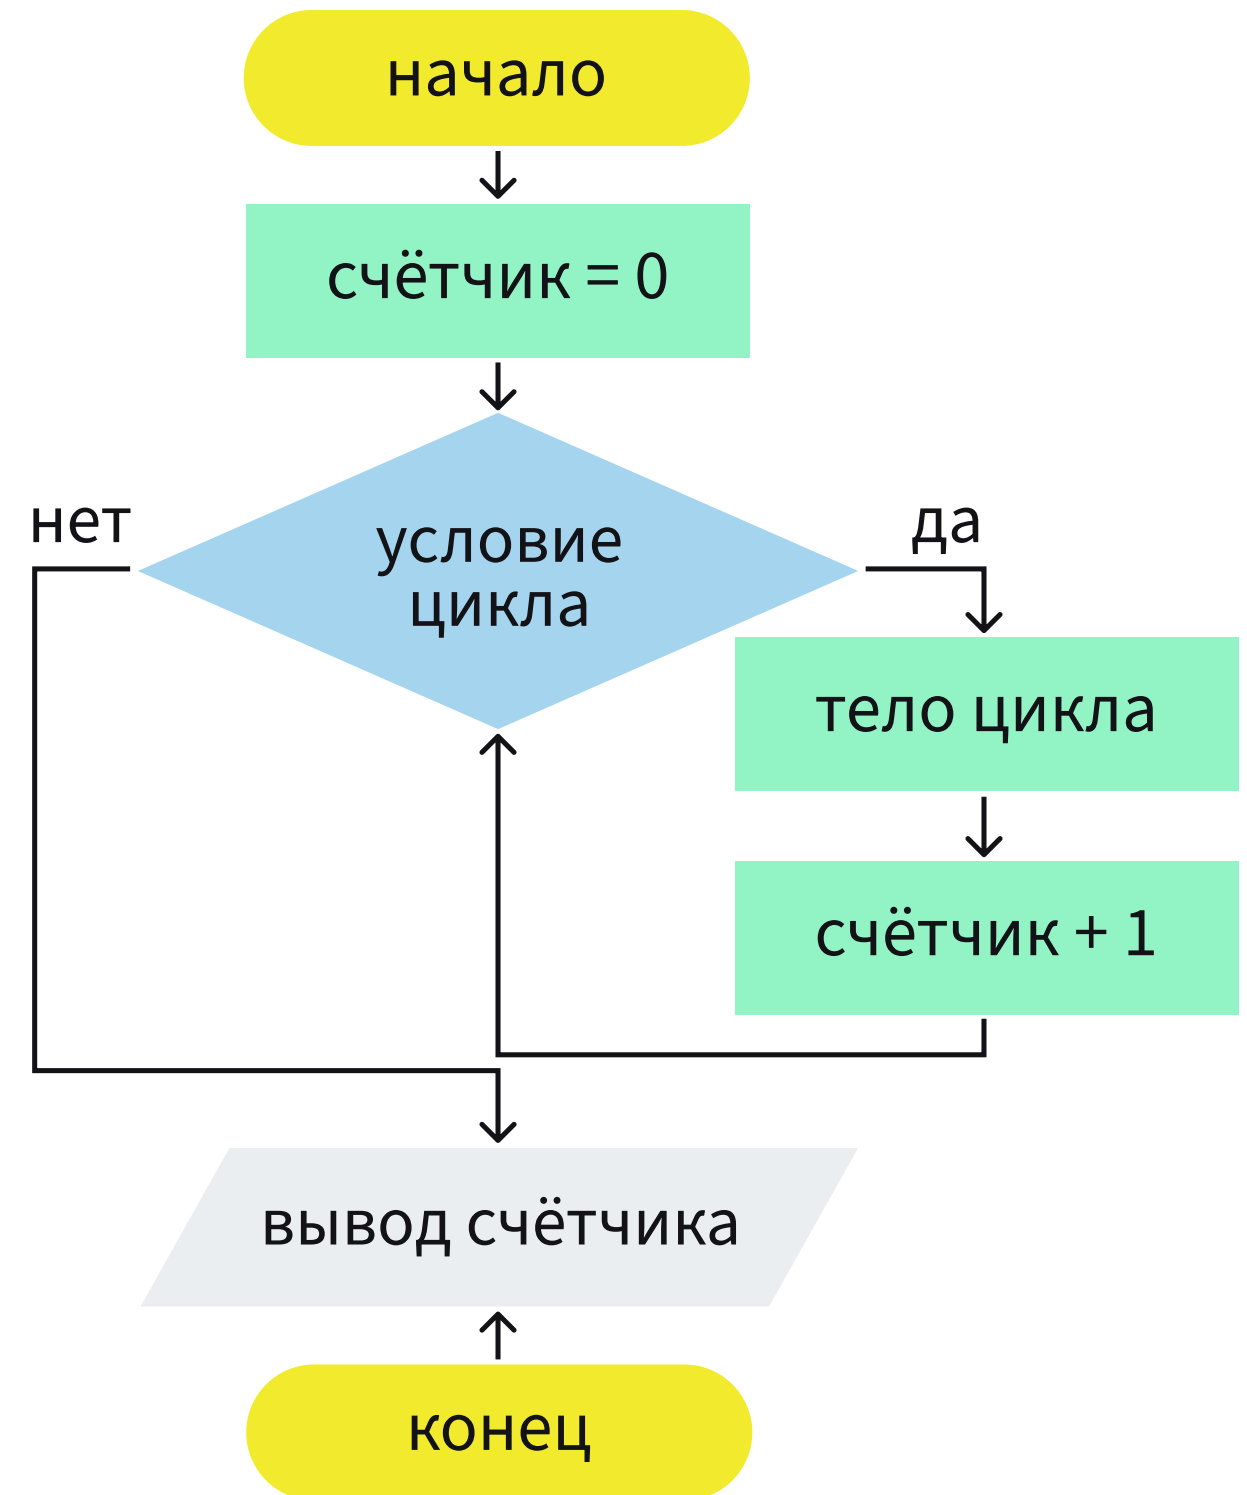 начало
счётчик = 0
нет
да
условие
цикла
тело цикла
счётчик + 1
вывод счётчика
конец